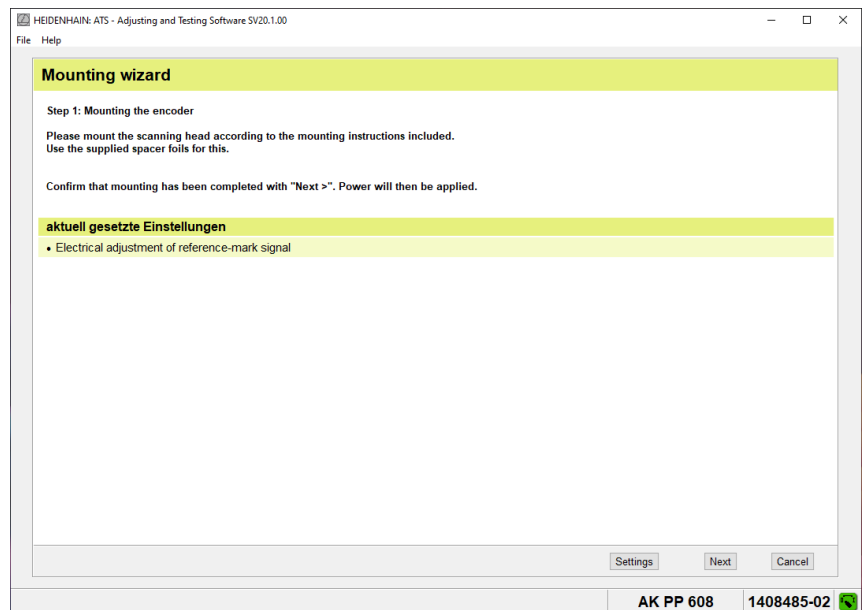 HEIDENHAIN: ATS - Adjusting and Testing Software SV20.1.00
File Help
Mounting wizard
Step 1: Mounting the encoder
Please mount the scanning head according to the mounting instructions included.
Use the supplied spacer foils for this.
Confirm that mounting has been completed with "Next >". Power will then be applied.
aktuell gesetzte Einstellungen
• Electrical adjustment of reference-mark signal
Settings Next Cancel
AK PP 608 1408485-02